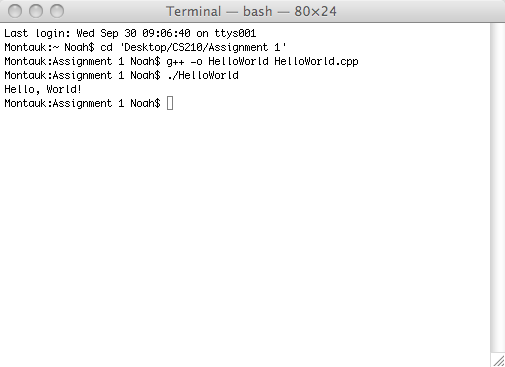 Terminal — bash — 80×24
Last login: Wed Sep 30 09:06:40 on ttys001
Montauk:~ Noah$ cd 'Desktop/CS210/Assignment 1'
Montauk:Assignment 1 Noah$ g++ -o HelloWorld HelloWorld.cpp
Montauk:Assignment 1 Noah$ ./HelloWorld
Hello, World!
Montauk:Assignment 1 Noah$